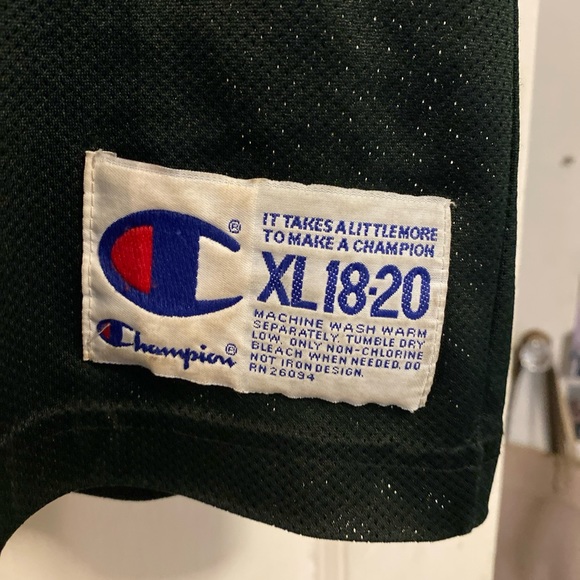 IT TAKES A LITTLE MORE
TO MAKE A CHAMPION
®
XL 18-20
MACHINE WASH WARM
SEPARATELY, TUMBLE DRY
LOW. ONLY NON-CHLORINE
BLEACH WHEN NEEDED. DO
NOT IRON DESIGN.
RN 26094
Champion®